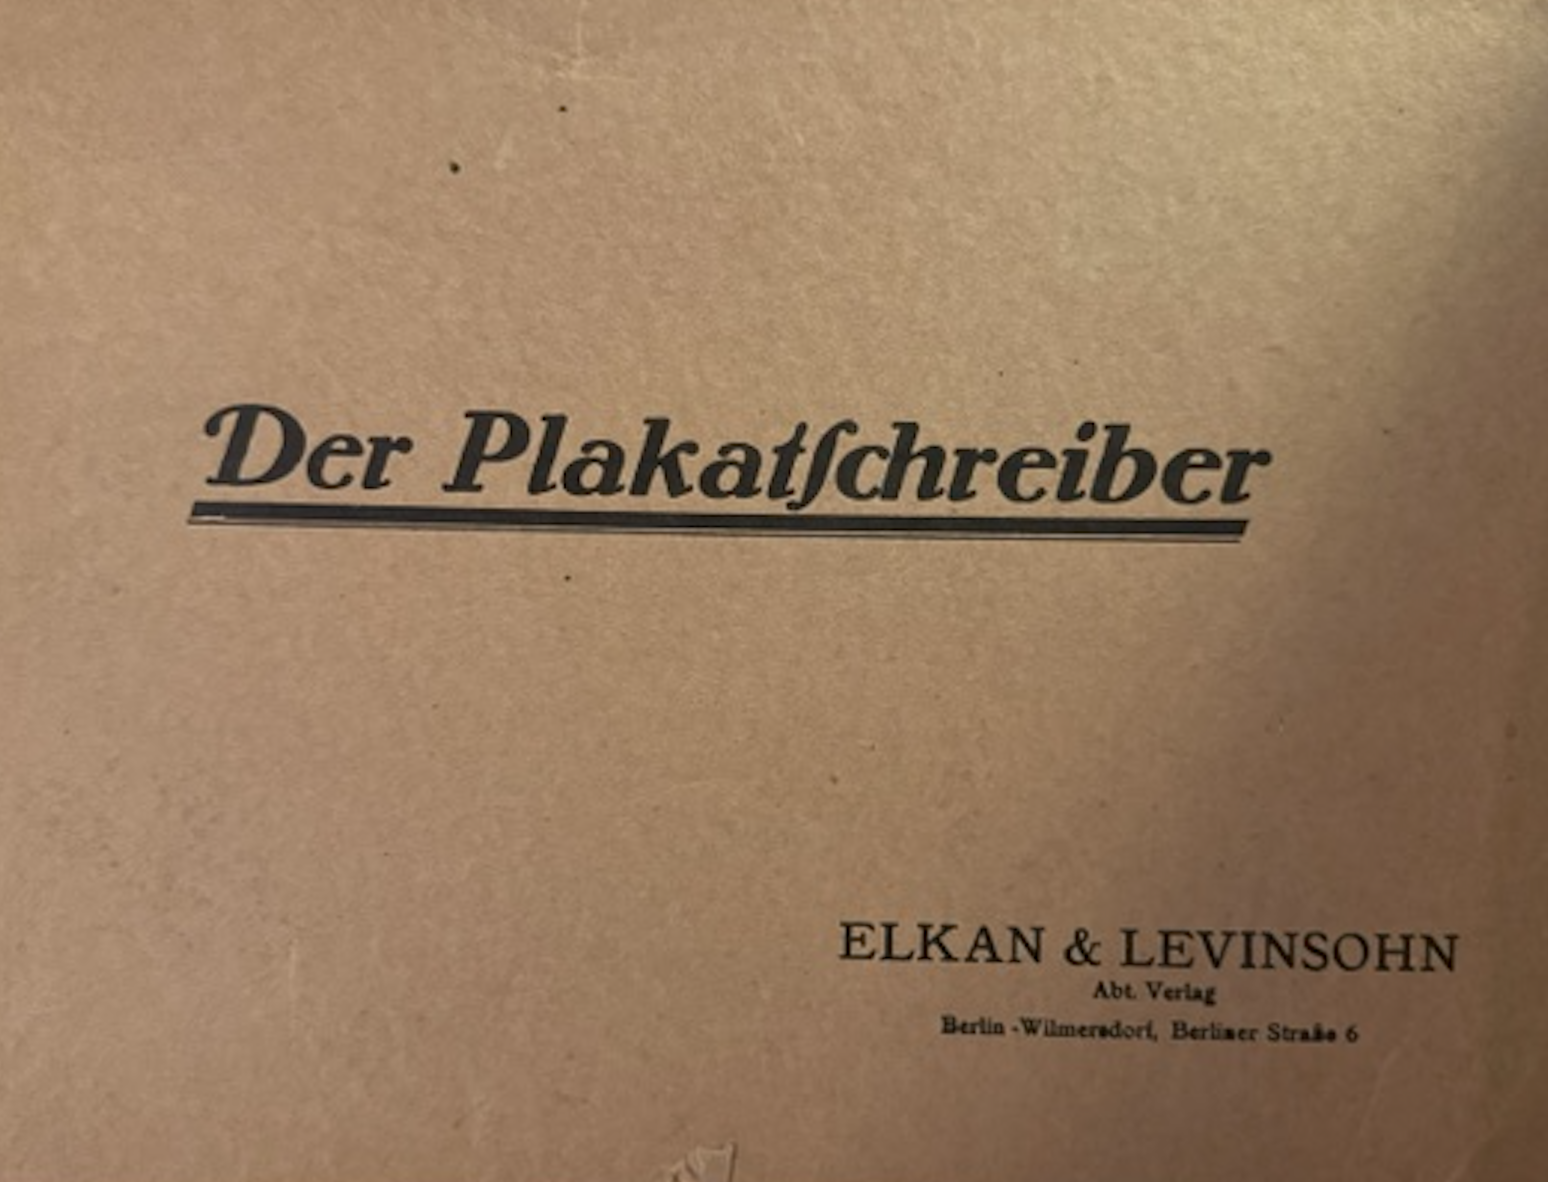 Der Plakatſchreiber
ELKAN & LEVINSOHN
Abt. Verlag
Berlin-Wilmersdorf, Berliner Straße 6